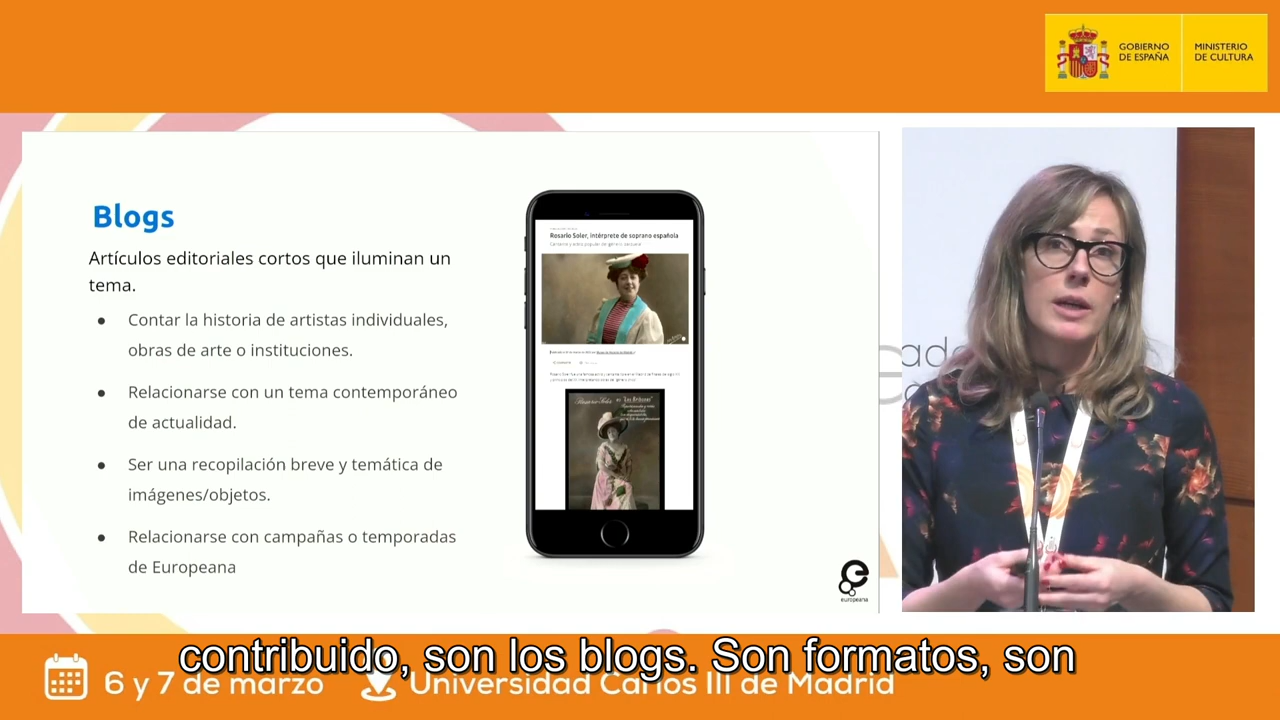 GOBIERNO
DE ESPAÑA
MINISTERIO
DE CULTURA
Blogs
Artículos editoriales cortos que iluminan un
tema.
● Contar la historia de artistas individuales,
obras de arte o instituciones.
● Relacionarse con un tema contemporáneo
de actualidad.
● Ser una recopilación breve y temática de
imágenes/objetos.
● Relacionarse con campañas o temporadas
de Europeana
Rosario Soler, intérprete de soprano española
Rosario Soler
europeana
contribuido, son los blogs. Son formatos, son
6 y 7 de marzo
Universidad Carlos III de Madrid